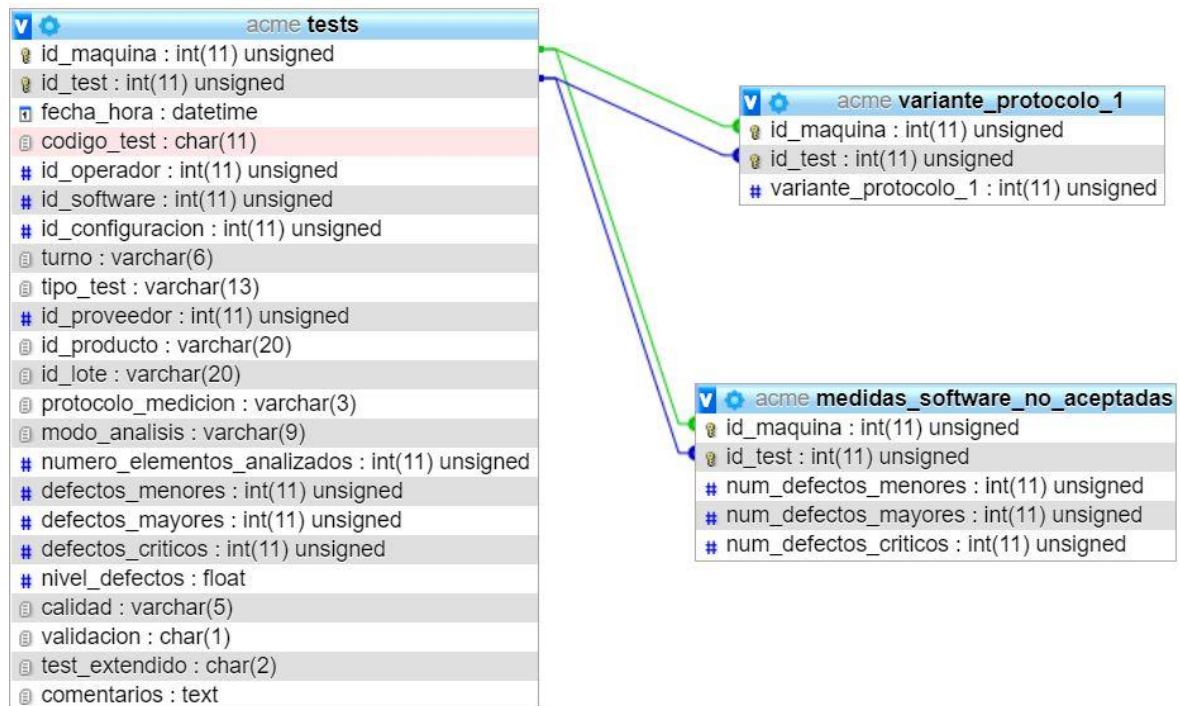 acme tests
id_maquina : int(11) unsigned
id_test : int(11) unsigned
fecha_hora : datetime
codigo_test : char(11)
id_operador : int(11) unsigned
id_software : int(11) unsigned
id_configuracion : int(11) unsigned
turno : varchar(6)
tipo_test : varchar(13)
id_proveedor : int(11) unsigned
id_producto : varchar(20)
id_lote : varchar(20)
protocolo_medicion : varchar(3)
modo_analisis : varchar(9)
numero_elementos_analizados : int(11) unsigned
defectos_menores : int(11) unsigned
defectos_mayores : int(11) unsigned
defectos_criticos : int(11) unsigned
nivel_defectos : float
calidad : varchar(5)
validacion : char(1)
test_extendido : char(2)
comentarios : text
acme variante_protocolo_1
id_maquina : int(11) unsigned
id_test : int(11) unsigned
variante_protocolo_1 : int(11) unsigned
acme medidas_software_no_aceptadas
id_maquina : int(11) unsigned
id_test : int(11) unsigned
num_defectos_menores : int(11) unsigned
num_defectos_mayores : int(11) unsigned
num_defectos_criticos : int(11) unsigned